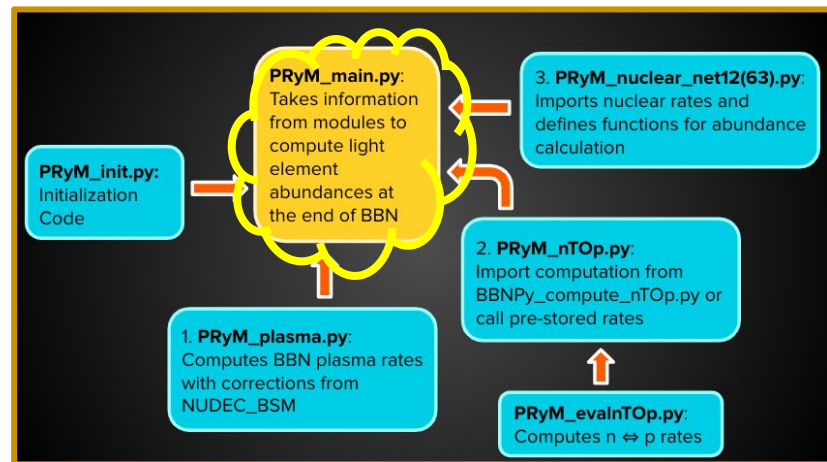 PRyM_main.py:
Takes information
from modules to
compute light
element
abundances at
the end of BBN
3. PRyM_nuclear_net12(63).py:
Imports nuclear rates and
defines functions for abundance
calculation
PRyM_init.py:
Initialization
Code
2. PRyM_nTOp.py:
Import computation from
BBNPy_compute_nTOp.py or
call pre-stored rates
1. PRyM_plasma.py:
Computes BBN plasma rates
with corrections from
NUDEC_BSM
PRyM_evalnTOp.py:
Computes n ⇔ p rates